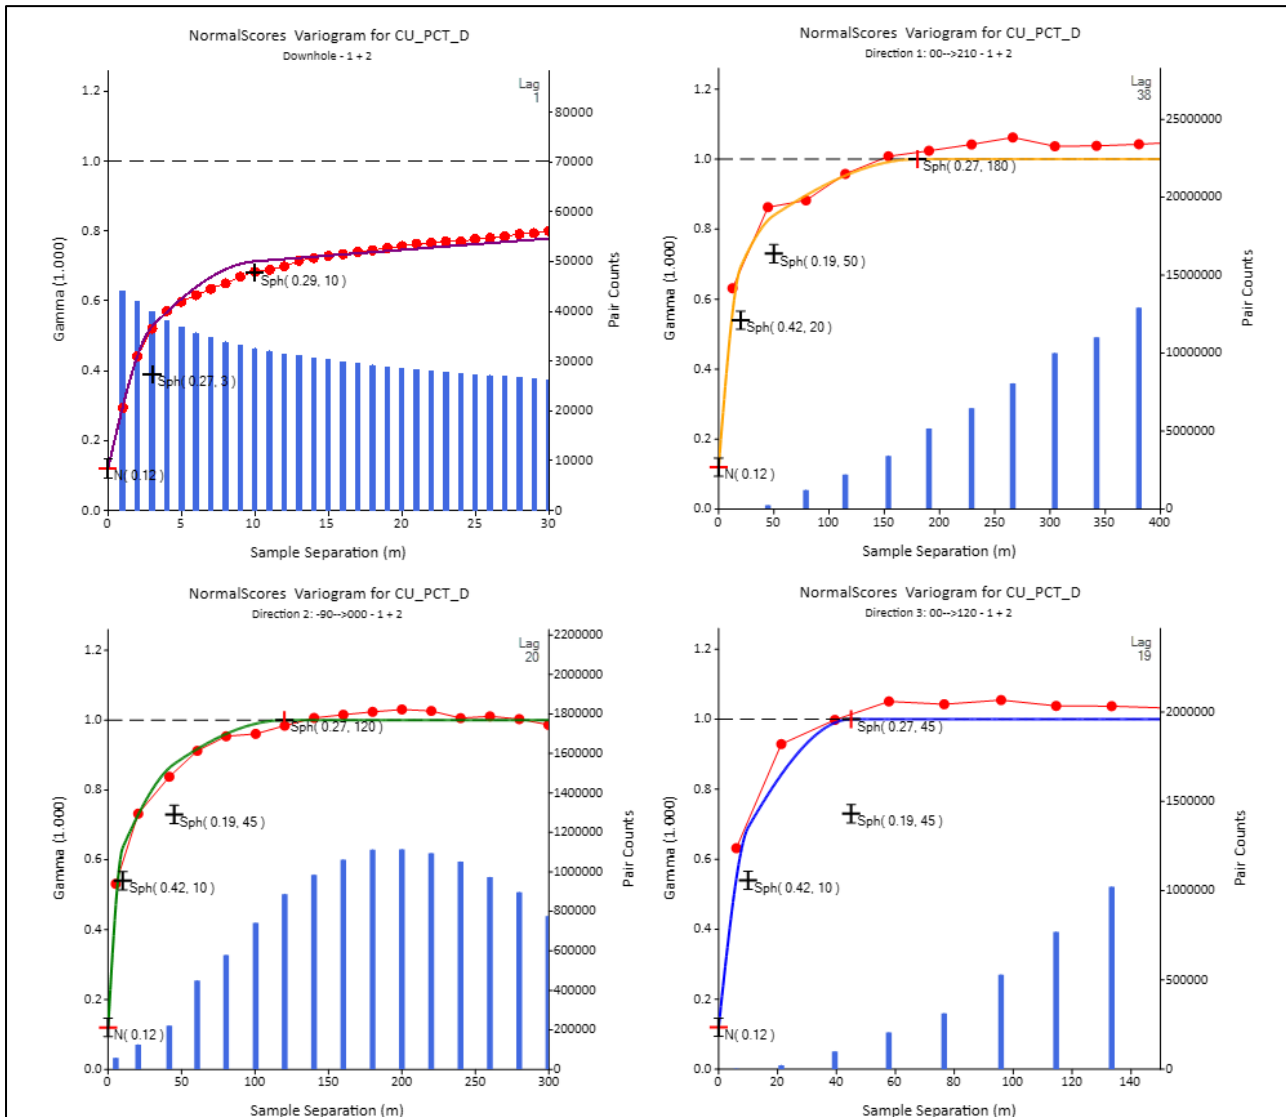 NormalScores Variogram for CU_PCT_D
Downhole - 1 + 2
Lag
1
1.2
1.0
0.8
0.6
0.4
0.2
0.0
Gamma (1.000)
80000
70000
60000
50000
40000
30000
20000
10000
0
Pair Counts
Sph( 0.29, 10 )
Sph( 0.27, 3 )
N( 0.12 )
0 5 10 15 20 25 30
Sample Separation (m)
NormalScores Variogram for CU_PCT_D
Direction 1: 00-->210 - 1 + 2
Lag
38
1.2
1.0
0.8
0.6
0.4
0.2
0.0
Gamma (1.000)
25000000
20000000
15000000
10000000
5000000
0
Pair Counts
Sph( 0.27, 180 )
Sph( 0.19, 50 )
Sph( 0.42, 20 )
N( 0.12 )
0 50 100 150 200 250 300 350 400
Sample Separation (m)
NormalScores Variogram for CU_PCT_D
Direction 2: -90-->000 - 1 + 2
Lag
20
1.2
1.0
0.8
0.6
0.4
0.2
0.0
Gamma (1.000)
2200000
2000000
1800000
1600000
1400000
1200000
1000000
800000
600000
400000
200000
0
Pair Counts
Sph( 0.27, 120 )
Sph( 0.19, 45 )
Sph( 0.42, 10 )
N( 0.12 )
0 50 100 150 200 250 300
Sample Separation (m)
NormalScores Variogram for CU_PCT_D
Direction 3: 00-->120 - 1 + 2
Lag
19
1.2
1.0
0.8
0.6
0.4
0.2
0.0
Gamma (1.000)
2000000
1500000
1000000
500000
0
Pair Counts
Sph( 0.27, 45 )
Sph( 0.19, 45 )
Sph( 0.42, 10 )
N( 0.12 )
0 20 40 60 80 100 120 140
Sample Separation (m)